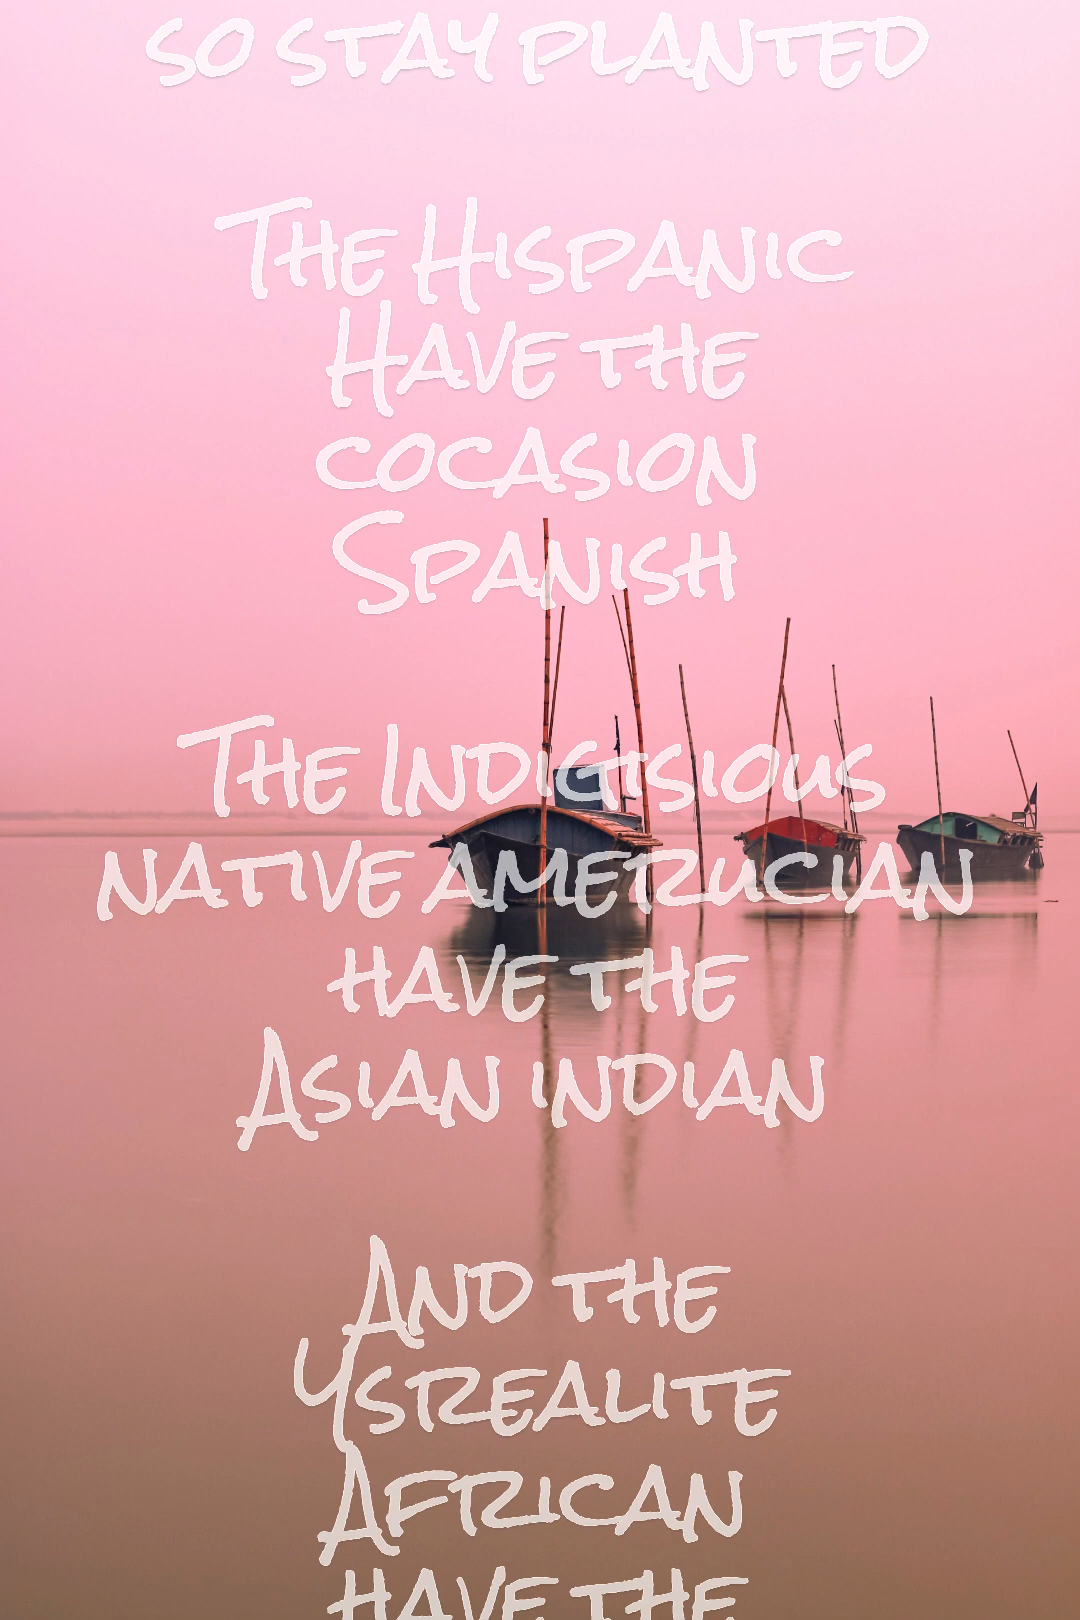 so stay planted
The Hispanic
Have the
cocasion
Spanish
The Indigisious
native amerucian
have the
Asian indian
And the
Ysrealite
African
have the